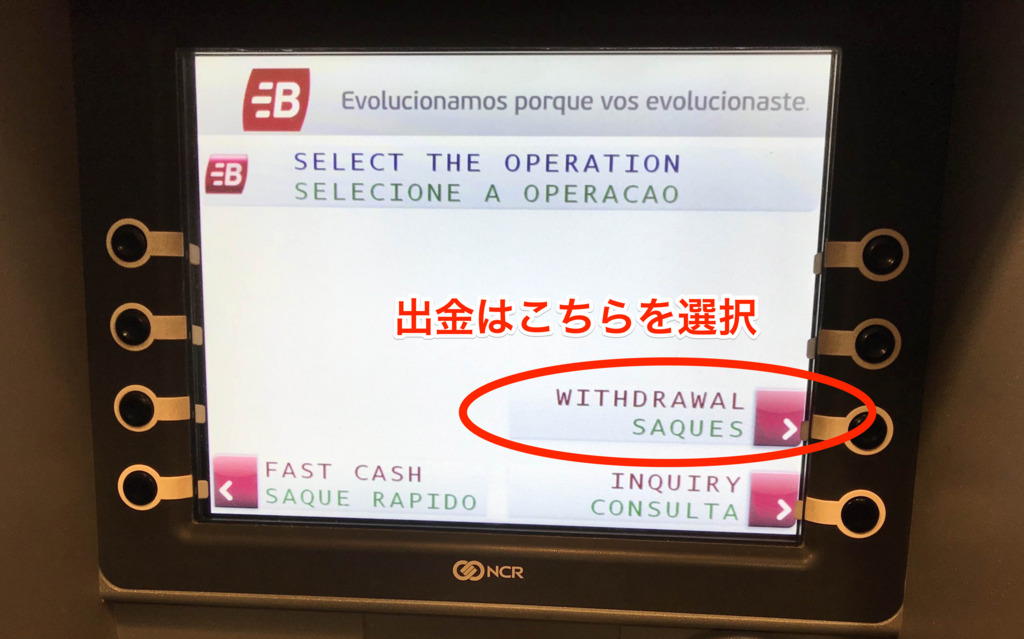 B Evolucionamos porque vos evolucionaste.
B SELECT THE OPERATION
SELECIONE A OPERACAO
出金はこちらを選択
WITHDRAWAL
SAQUES
FAST CASH
SAQUE RAPIDO
INQUIRY
CONSULTA
NCR